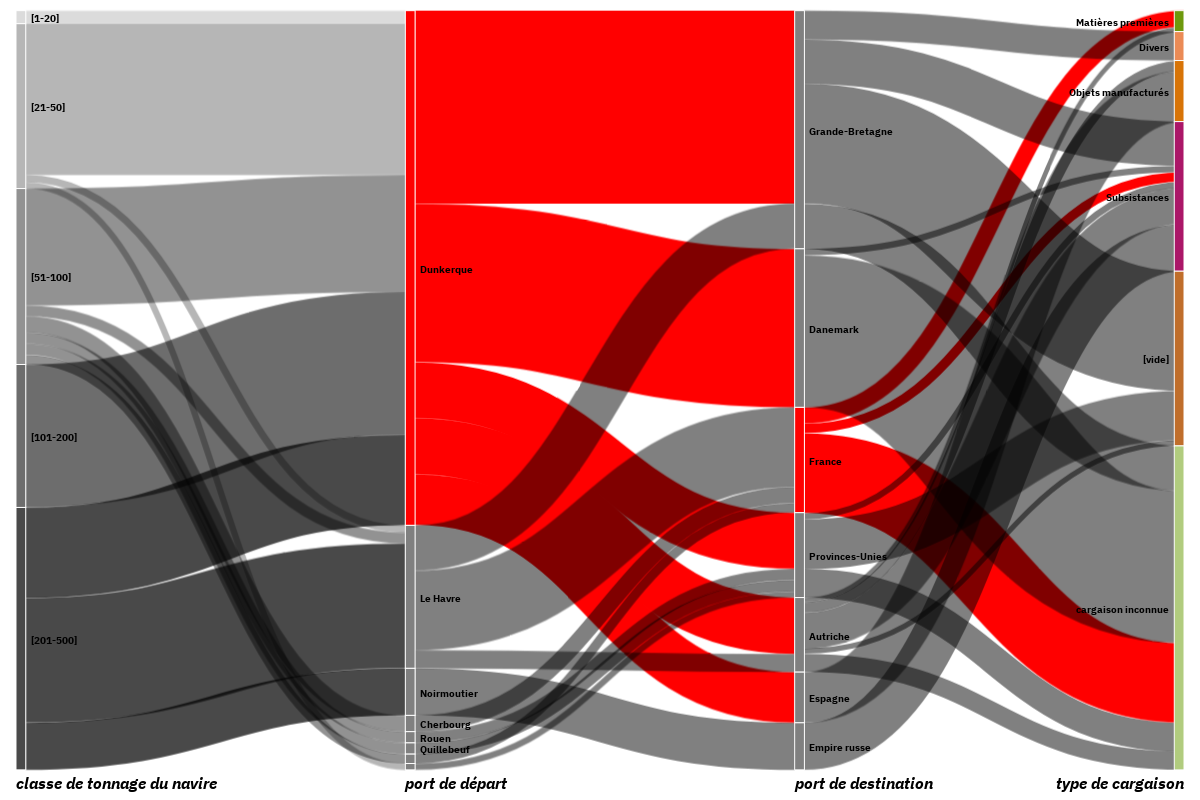 [1-20]
[21-50]
[51-100]
[101-200]
[201-500]
Dunkerque
Le Havre
Noirmoutier
Cherbourg
Rouen
Quillebeuf
Grande-Bretagne
Danemark
France
Provinces-Unies
Autriche
Espagne
Empire russe
Matières premières
Divers
Objets manufacturés
Subsistances
[vide]
cargaison inconnue
classe de tonnage du navire
port de départ
port de destination
type de cargaison